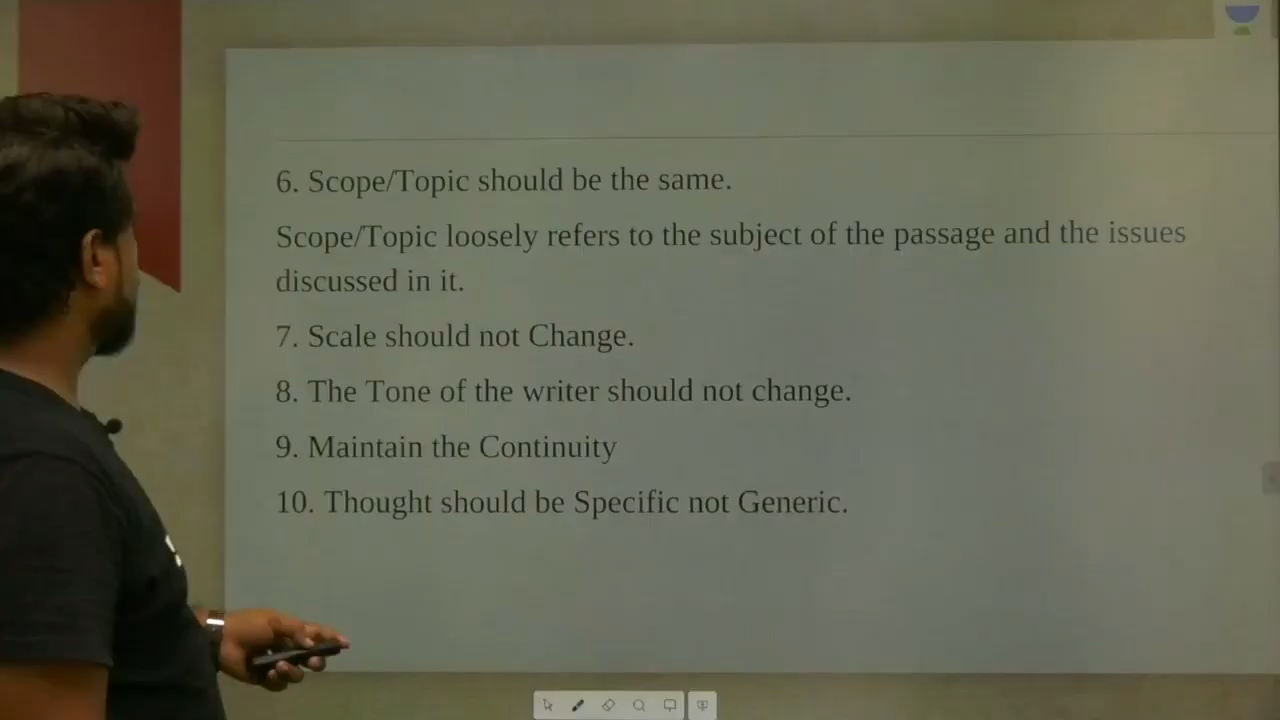 6. Scope/Topic should be the same.
Scope/Topic loosely refers to the subject of the passage and the issues
discussed in it.
7. Scale should not Change.
8. The Tone of the writer should not change.
9. Maintain the Continuity
10. Thought should be Specific not Generic.